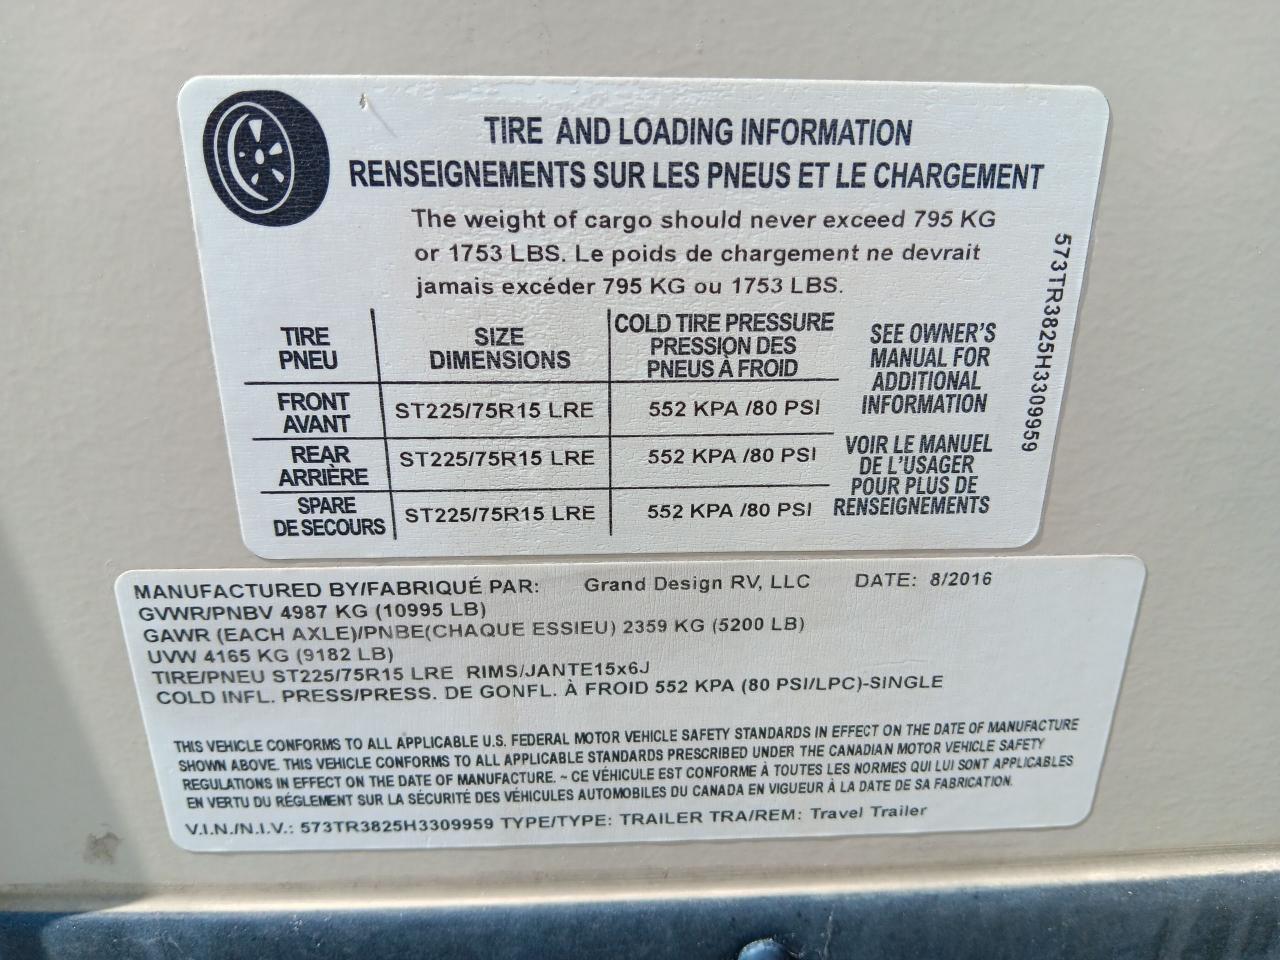 TIRE AND LOADING INFORMATION
RENSEIGNEMENTS SUR LES PNEUS ET LE CHARGEMENT
The weight of cargo should never exceed 795 KG
or 1753 LBS. Le poids de chargement ne devrait
jamais excéder 795 KG ou 1753 LBS.
TIRE
PNEU
SIZE
DIMENSIONS
COLD TIRE PRESSURE
PRESSION DES
PNEUS À FROID
FRONT
AVANT
ST225/75R15 LRE
552 KPA /80 PSI
REAR
ARRIÈRE
ST225/75R15 LRE
552 KPA /80 PSI
SPARE
DE SECOURS
ST225/75R15 LRE
552 KPA /80 PSI
SEE OWNER'S
MANUAL FOR
ADDITIONAL
INFORMATION
VOIR LE MANUEL
DE L'USAGER
POUR PLUS DE
RENSEIGNEMENTS
573TR3825H3309959
MANUFACTURED BY/FABRIQUÉ PAR: Grand Design RV, LLC DATE: 8/2016
GVWR/PNBV 4987 KG (10995 LB)
GAWR (EACH AXLE)/PNBE(CHAQUE ESSIEU) 2359 KG (5200 LB)
UVW 4165 KG (9182 LB)
TIRE/PNEU ST225/75R15 LRE RIMS/JANTE15x6J
COLD INFL. PRESS/PRESS. DE GONFL. À FROID 552 KPA (80 PSI/LPC)-SINGLE
THIS VEHICLE CONFORMS TO ALL APPLICABLE U.S. FEDERAL MOTOR VEHICLE SAFETY STANDARDS IN EFFECT ON THE DATE OF MANUFACTURE
SHOWN ABOVE. THIS VEHICLE CONFORMS TO ALL APPLICABLE STANDARDS PRESCRIBED UNDER THE CANADIAN MOTOR VEHICLE SAFETY
REGULATIONS IN EFFECT ON THE DATE OF MANUFACTURE. ~ CE VÉHICULE EST CONFORME À TOUTES LES NORMES QUI LUI SONT APPLICABLES
EN VERTU DU RÉGLEMENT SUR LA SÉCURITÉ DES VÉHICULES AUTOMOBILES DU CANADA EN VIGUEUR À LA DATE DE SA FABRICATION.
V.I.N./N.I.V.: 573TR3825H3309959 TYPE/TYPE: TRAILER TRA/REM: Travel Trailer